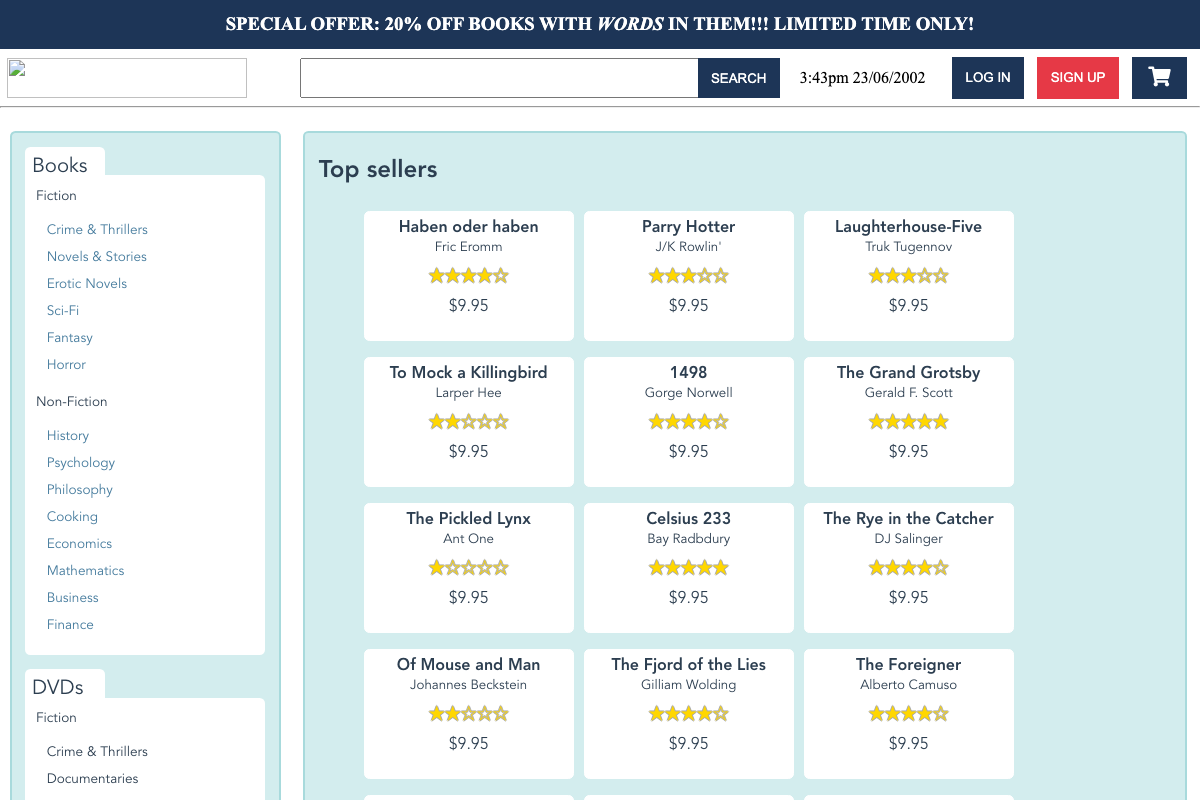 SPECIAL OFFER: 20% OFF BOOKS WITH WORDS IN THEM!!! LIMITED TIME ONLY!
SEARCH
3:43pm 23/06/2002
LOG IN
SIGN UP
Books
Fiction
Crime & Thrillers
Novels & Stories
Erotic Novels
Sci-Fi
Fantasy
Horror
Non-Fiction
History
Psychology
Philosophy
Cooking
Economics
Mathematics
Business
Finance
DVDs
Fiction
Crime & Thrillers
Documentaries
Top sellers
Haben oder haben
Fric Eromm
$9.95
Parry Hotter
J/K Rowlin'
$9.95
Laughterhouse-Five
Truk Tugennov
$9.95
To Mock a Killingbird
Larper Hee
$9.95
1498
Gorge Norwell
$9.95
The Grand Grotsby
Gerald F. Scott
$9.95
The Pickled Lynx
Ant One
$9.95
Celsius 233
Bay Radbdury
$9.95
The Rye in the Catcher
DJ Salinger
$9.95
Of Mouse and Man
Johannes Beckstein
$9.95
The Fjord of the Lies
Gilliam Wolding
$9.95
The Foreigner
Alberto Camuso
$9.95